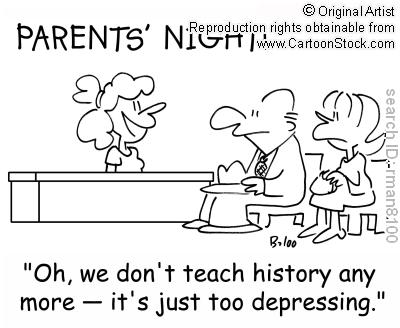 © Original Artist
Reproduction rights obtainable from
www.CartoonStock.com
PARENTS' NIGHT
search ID: rman8100
Baloo
"Oh, we don't teach history any
more — it's just too depressing."